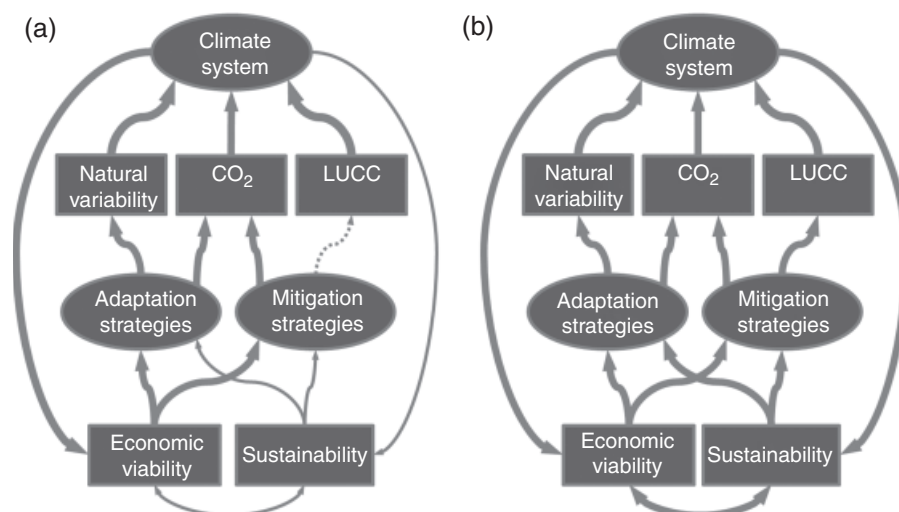 (a)
Climate
system
Natural
variability
CO2
LUCC
Adaptation
strategies
Mitigation
strategies
Economic
viability
Sustainability
(b)
Climate
system
Natural
variability
CO2
LUCC
Adaptation
strategies
Mitigation
strategies
Economic
viability
Sustainability